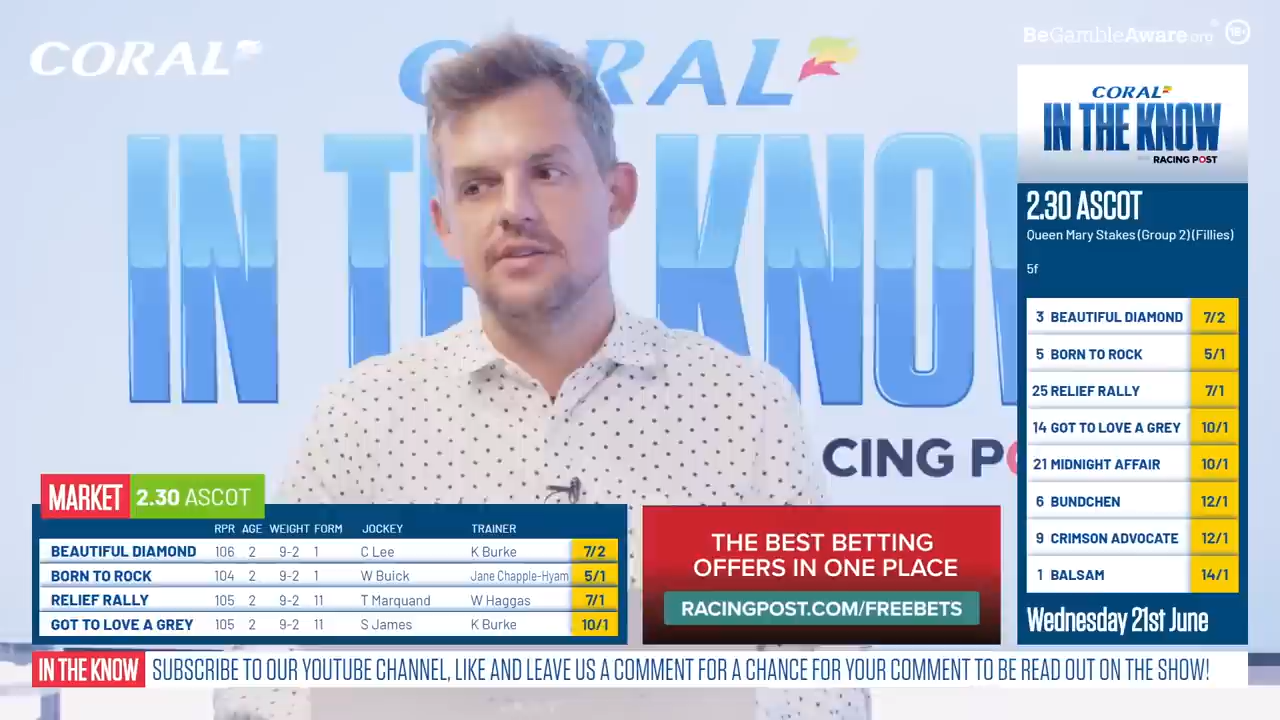 CORAL
CORAL
BeGambleAware.org 18+
IN THE KNOW
CING PO
CORAL
IN THE KNOW
RACING POST
2.30 ASCOT
Queen Mary Stakes (Group 2) (Fillies)
5f
3 BEAUTIFUL DIAMOND 7/2
5 BORN TO ROCK 5/1
25 RELIEF RALLY 7/1
14 GOT TO LOVE A GREY 10/1
21 MIDNIGHT AFFAIR 10/1
6 BUNDCHEN 12/1
9 CRIMSON ADVOCATE 12/1
1 BALSAM 14/1
Wednesday 21st June
MARKET 2.30 ASCOT
RPR AGE WEIGHT FORM JOCKEY TRAINER
BEAUTIFUL DIAMOND 106 2 9-2 1 C Lee K Burke 7/2
BORN TO ROCK 104 2 9-2 1 W Buick Jane Chapple-Hyam 5/1
RELIEF RALLY 105 2 9-2 11 T Marquand W Haggas 7/1
GOT TO LOVE A GREY 105 2 9-2 11 S James K Burke 10/1
THE BEST BETTING
OFFERS IN ONE PLACE
RACINGPOST.COM/FREEBETS
IN THE KNOW SUBSCRIBE TO OUR YOUTUBE CHANNEL, LIKE AND LEAVE US A COMMENT FOR A CHANCE FOR YOUR COMMENT TO BE READ OUT ON THE SHOW!